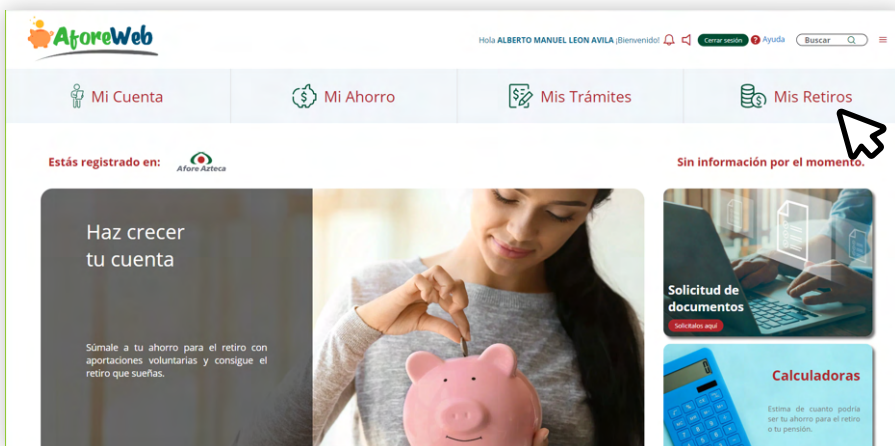 AforeWeb
Hola ALBERTO MANUEL LEON AVILA ¡Bienvenido!
Cerrar sesión
? Ayuda
Buscar
Mi Cuenta
Mi Ahorro
Mis Trámites
Mis Retiros
Estás registrado en:
Afore Azteca
Sin información por el momento.
Haz crecer
tu cuenta
Súmale a tu ahorro para el retiro con
aportaciones voluntarias y consigue el
retiro que sueñas.
Solicitud de
documentos
Solicítalos aquí
Calculadoras
Estima de cuanto podría
ser tu ahorro para el retiro
o tu pensión.